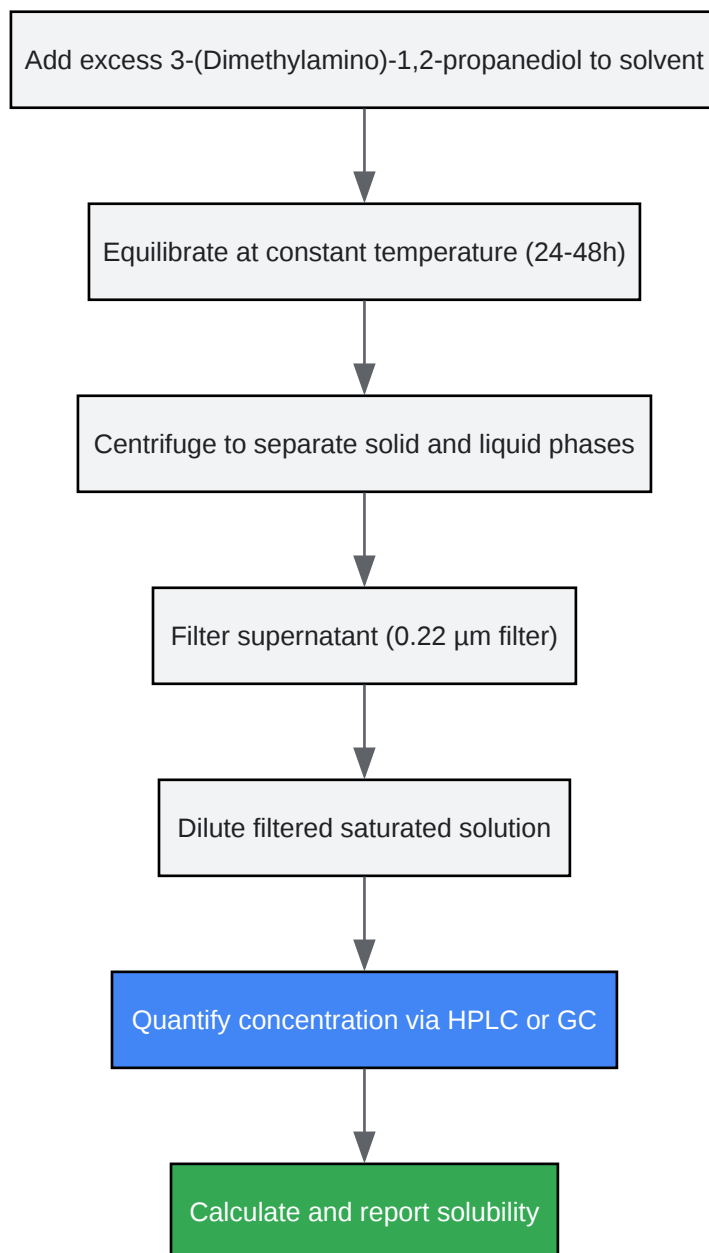 Add excess 3-(Dimethylamino)-1,2-propanediol to solvent
Equilibrate at constant temperature (24-48h)
Centrifuge to separate solid and liquid phases
Filter supernatant (0.22 µm filter)
Dilute filtered saturated solution
Quantify concentration via HPLC or GC
Calculate and report solubility